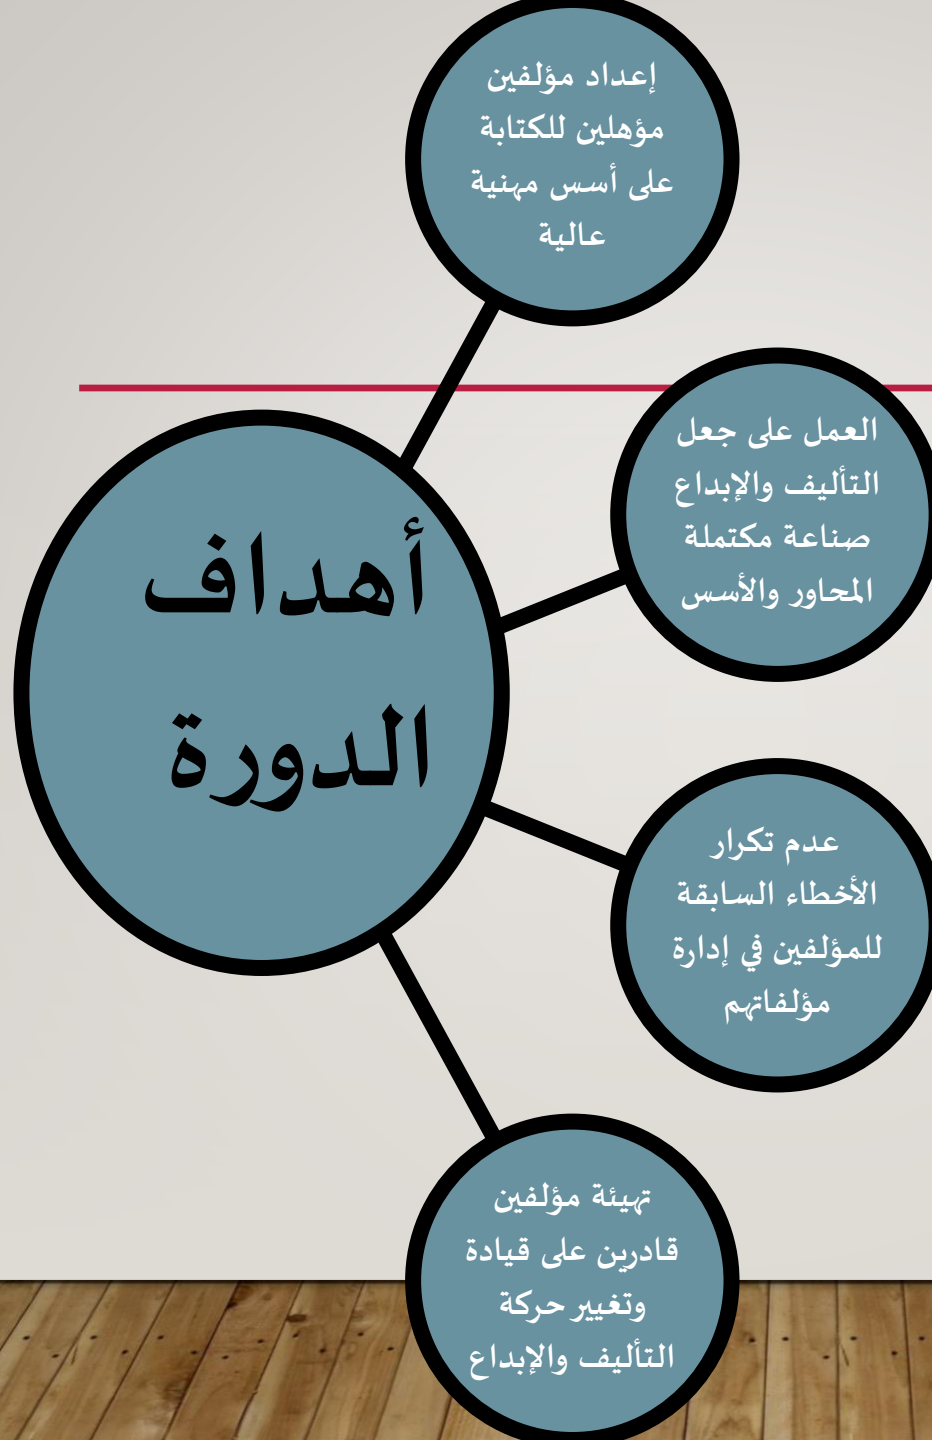 أهداف
الدورة
إعداد مؤلفين
مؤهلين للكتابة
على أسس مهنية
عالية
العمل على جعل
التأليف والإبداع
صناعة مكتملة
المحاور والأسس
عدم تكرار
الأخطاء السابقة
للمؤلفين في إدارة
مؤلفاتهم
تهيئة مؤلفين
قادرين على قيادة
وتغيير حركة
التأليف والإبداع